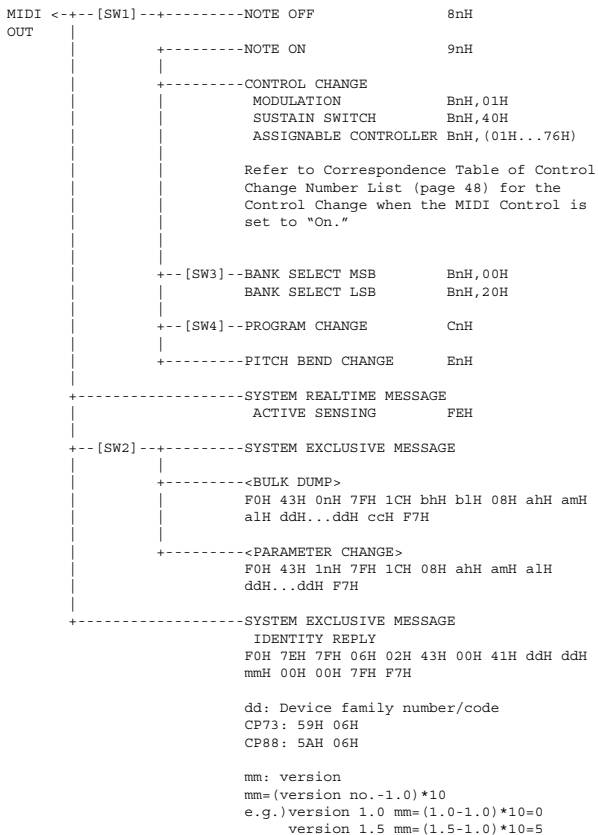 MIDI <-+--[SW1]--+---------NOTE OFF 8nH
OUT
+---------NOTE ON 9nH
+---------CONTROL CHANGE
MODULATION BnH,01H
SUSTAIN SWITCH BnH,40H
ASSIGNABLE CONTROLLER BnH,(01H...76H)
Refer to Correspondence Table of Control
Change Number List (page 48) for the
Control Change when the MIDI Control is
set to “On.”
+--[SW3]--BANK SELECT MSB BnH,00H
BANK SELECT LSB BnH,20H
+--[SW4]--PROGRAM CHANGE CnH
+---------PITCH BEND CHANGE EnH
+-------------------SYSTEM REALTIME MESSAGE
ACTIVE SENSING FEH
+--[SW2]--+---------SYSTEM EXCLUSIVE MESSAGE
+---------<BULK DUMP>
F0H 43H 0nH 7FH 1CH bhH blH 08H ahH amH
alH ddH...ddH ccH F7H
+---------<PARAMETER CHANGE>
F0H 43H 1nH 7FH 1CH 08H ahH amH alH
ddH...ddH F7H
+-------------------SYSTEM EXCLUSIVE MESSAGE
IDENTITY REPLY
F0H 7EH 7FH 06H 02H 43H 00H 41H ddH ddH
mmH 00H 00H 7FH F7H
dd: Device family number/code
CP73: 59H 06H
CP88: 5AH 06H
mm: version
mm=(version no.-1.0)*10
e.g.)version 1.0 mm=(1.0-1.0)*10=0
version 1.5 mm=(1.5-1.0)*10=5